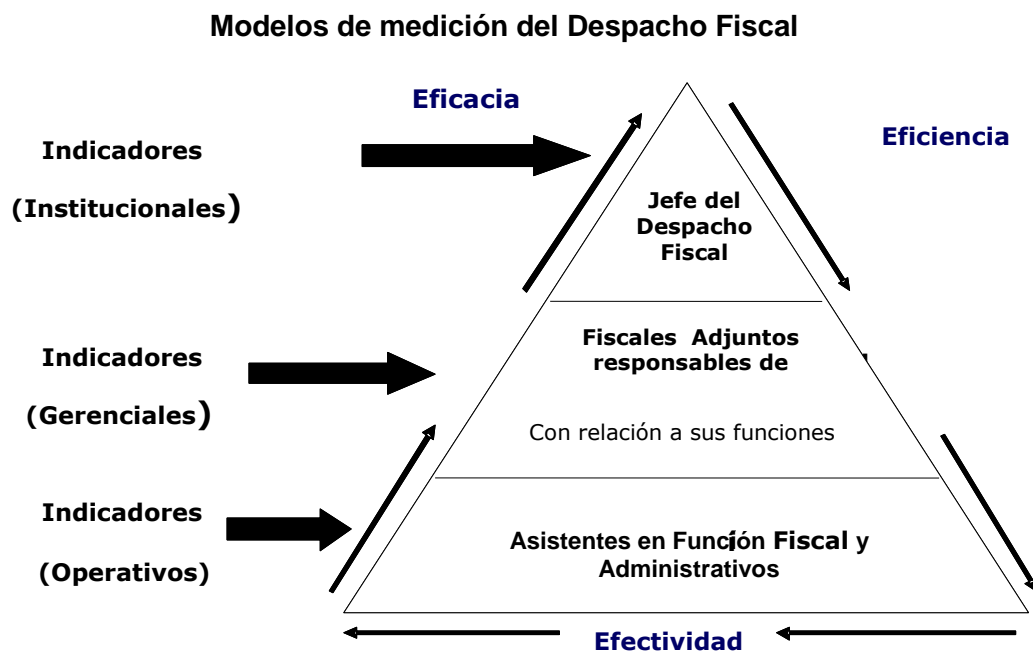 Modelos de medición del Despacho Fiscal
Eficacia
Eficiencia
Indicadores
(Institucionales)
Jefe del
Despacho
Fiscal
Indicadores
(Gerenciales)
Fiscales Adjuntos
responsables de
Con relación a sus funciones
Indicadores
(Operativos)
Asistentes en Función Fiscal y
Administrativos
Efectividad